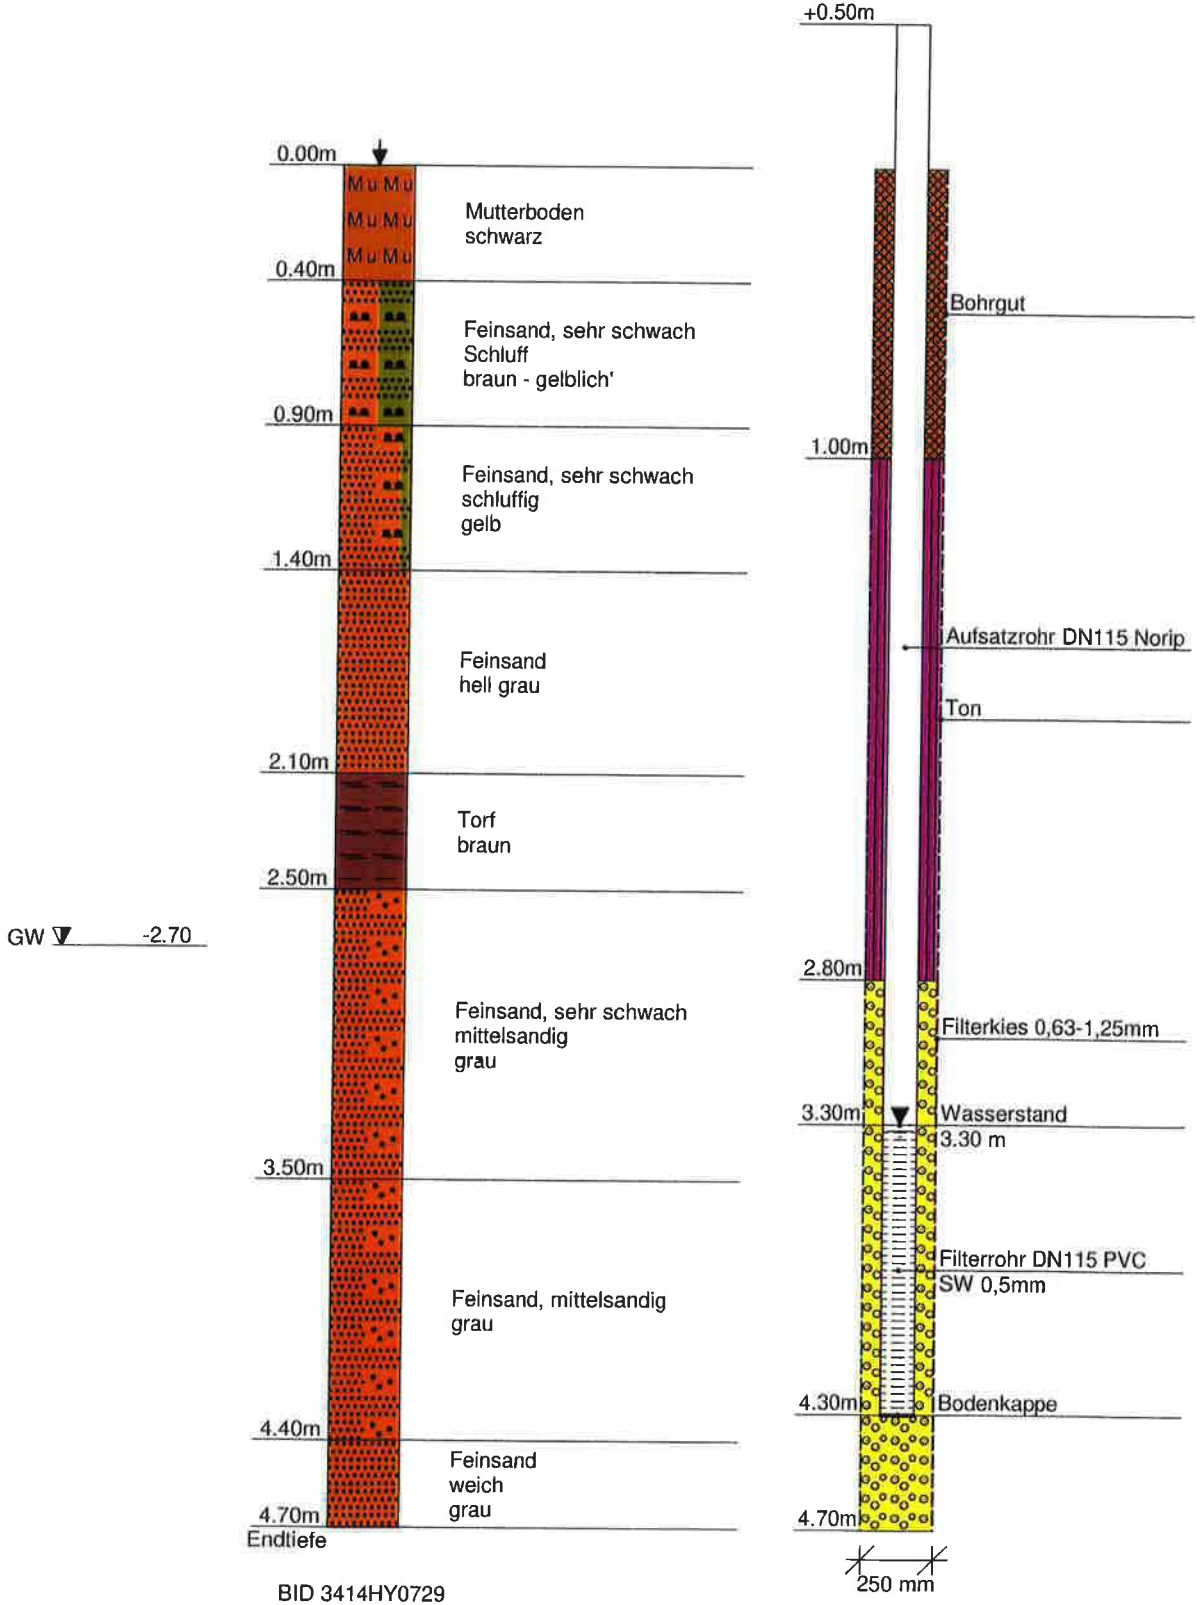 +0.50m
0.00m
Mu Mu
Mu Mu
Mu Mu
Mutterboden
schwarz
0.40m
Feinsand, sehr schwach
Schluff
braun - gelblich'
0.90m
Feinsand, sehr schwach
schluffig
gelb
1.40m
Feinsand
hell grau
2.10m
Torf
braun
2.50m
GW -2.70
Feinsand, sehr schwach
mittelsandig
grau
3.50m
Feinsand, mittelsandig
grau
4.40m
Feinsand
weich
grau
4.70m
Endtiefe
BID 3414HY0729
Bohrgut
1.00m
Aufsatzrohr DN115 Norip
Ton
2.80m
Filterkies 0,63-1,25mm
3.30m Wasserstand
3.30 m
Filterrohr DN115 PVC
SW 0,5mm
4.30m Bodenkappe
4.70m
250 mm